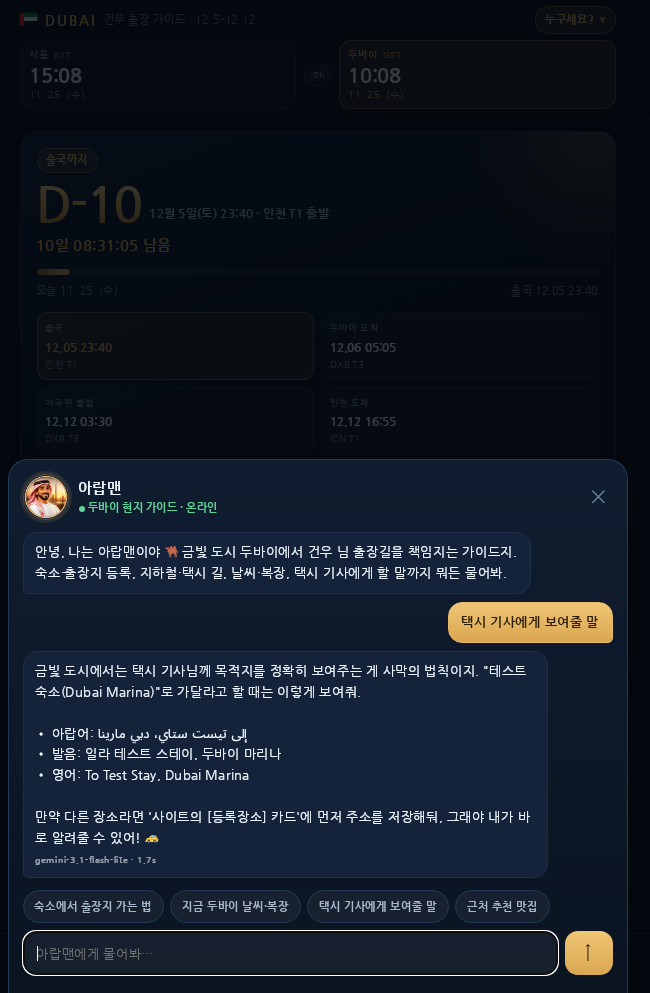 DUBAI 건우 출장 가이드 · 12.5-12.12
누구세요? ▼
서울 KST
15:08
11. 25. (수)
-5h
두바이 GST
10:08
11. 25. (수)
출국까지
D-10 12월 5일(토) 23:40 · 인천 T1 출발
10일 08:31:05 남음
오늘 11. 25. (수)
출국 12.05 23:40
출국
12.05 23:40
인천 T1
두바이 도착
12.06 05:05
DXB T3
귀국편 출발
12.12 03:30
DXB T3
인천 도착
12.12 16:55
ICN T1
아랍맨
● 두바이 현지 가이드 · 온라인
안녕, 나는 아랍맨이야 🐫 금빛 도시 두바이에서 건우 님 출장길을 책임지는 가이드지.
숙소·출장지 등록, 지하철·택시 길, 날씨·복장, 택시 기사에게 할 말까지 뭐든 물어봐.
택시 기사에게 보여줄 말
금빛 도시에서는 택시 기사님께 목적지를 정확히 보여주는 게 사막의 법칙이지. "테스트
숙소(Dubai Marina)"로 가달라고 할 때는 이렇게 보여줘.
• 아랍어: إلى تيست ستاي، دبي مارينا
• 발음: 일라 테스트 스테이, 두바이 마리나
• 영어: To Test Stay, Dubai Marina
만약 다른 장소라면 '사이트의 [등록장소] 카드'에 먼저 주소를 저장해둬, 그래야 내가 바
로 알려줄 수 있어! 🚕
gemini-3.1-flash-lite · 1.7s
숙소에서 출장지 가는 법
지금 두바이 날씨·복장
택시 기사에게 보여줄 말
근처 추천 맛집
아랍맨에게 물어봐…
↑